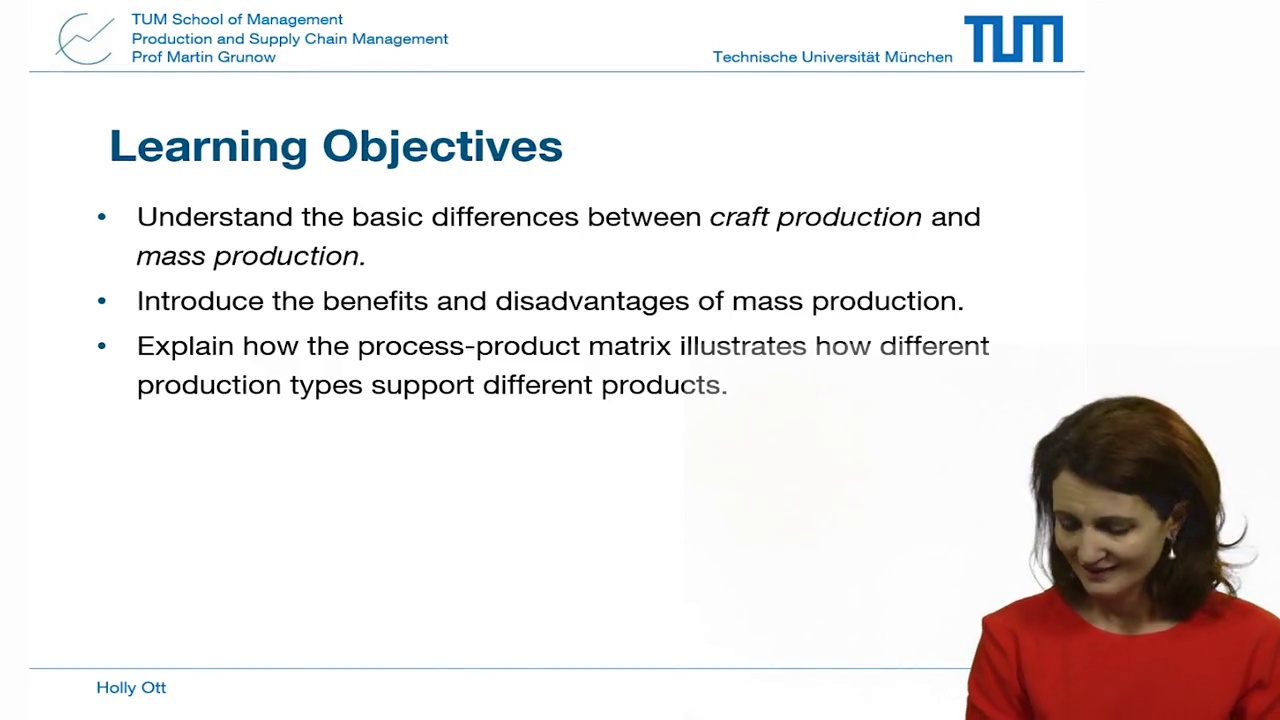 TUM School of Management
Production and Supply Chain Management
Prof Martin Grunow
Technische Universität München
TUM
Learning Objectives
• Understand the basic differences between craft production and
mass production.
• Introduce the benefits and disadvantages of mass production.
• Explain how the process-product matrix illustrates how different
production types support different products.
Holly Ott